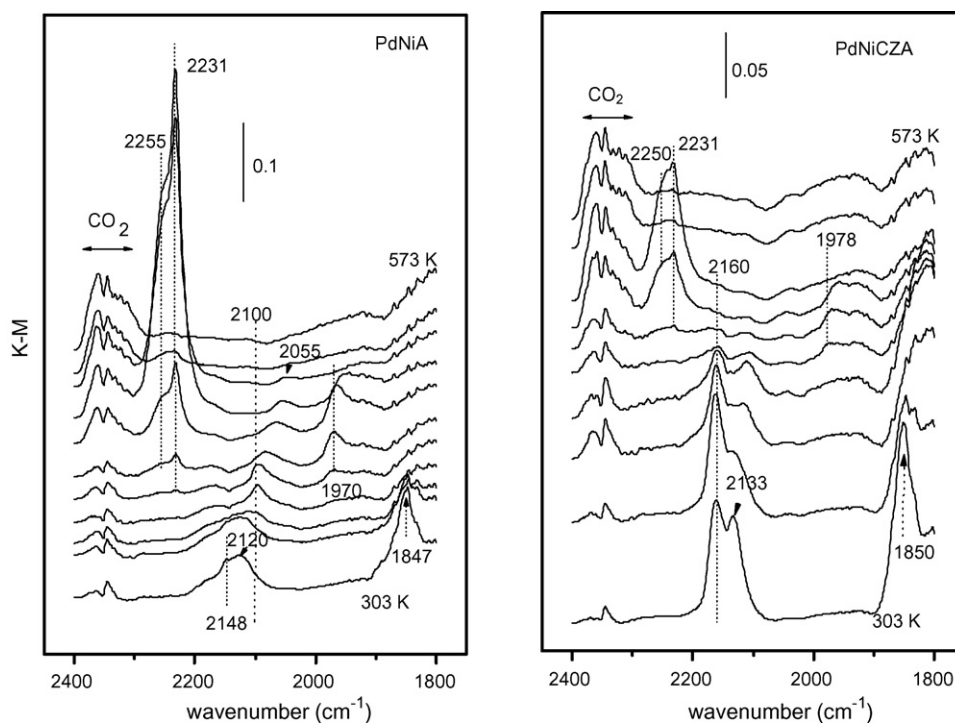 PdNiA
2231
2255
0.1
CO2
573 K
2100
2055
1970
2120
1847
303 K
2148
K-M
2400 2200 2000 1800
wavenumber (cm-1)
PdNiCZA
0.05
CO2
573 K
2231
2250
1978
2160
2133
1850
303 K
2400 2200 2000 1800
wavenumber (cm-1)